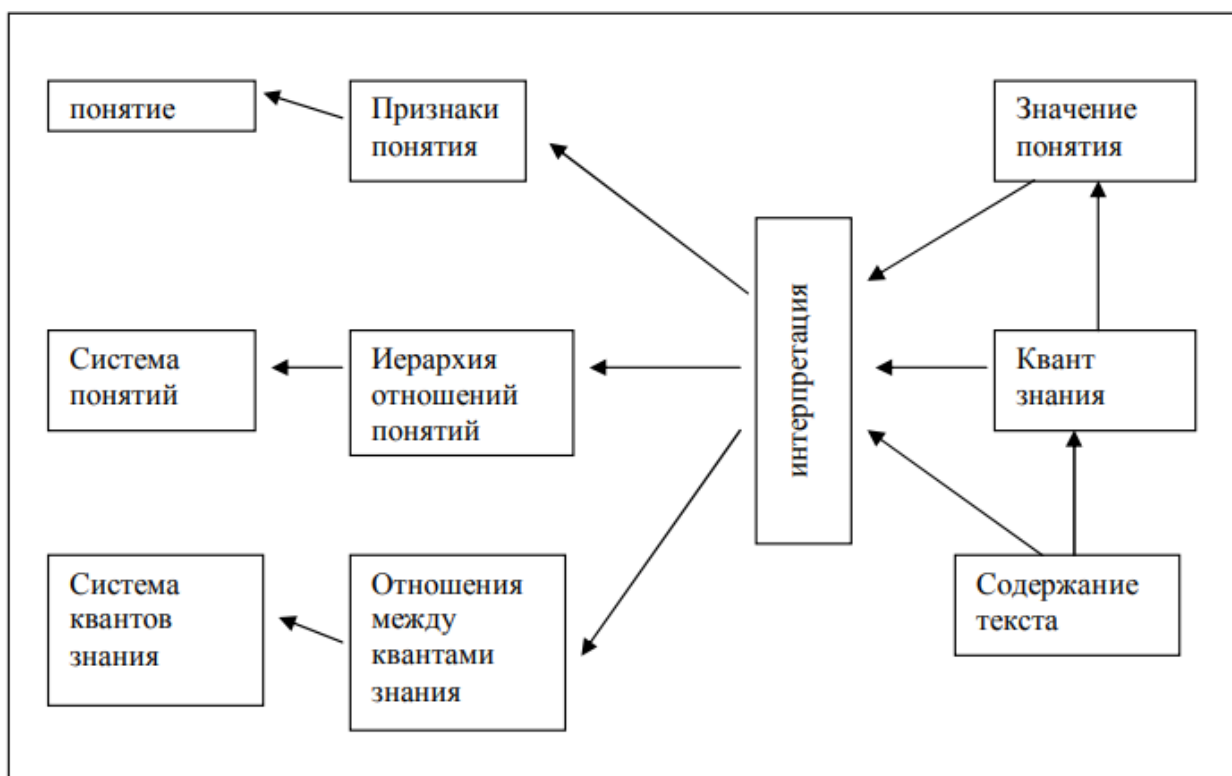 понятие
Признаки
понятия
Значение
понятия
интерпретация
Система
понятий
Иерархия
отношений
понятий
Квант
знания
Система
квантов
знания
Отношения
между
квантами
знания
Содержание
текста